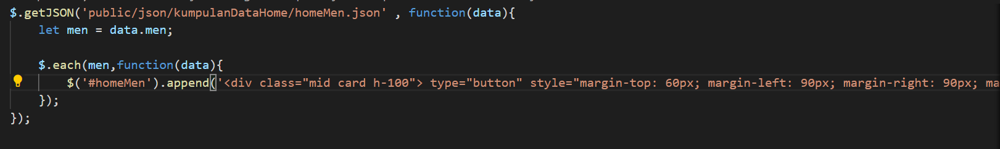 $.getJSON('public/json/kumpulanDataHome/homeMen.json' , function(data){
let men = data.men;
$.each(men,function(data){
$('#homeMen').append('<div class="mid card h-100"> type="button" style="margin-top: 60px; margin-left: 90px; margin-right: 90px; ma
});
});